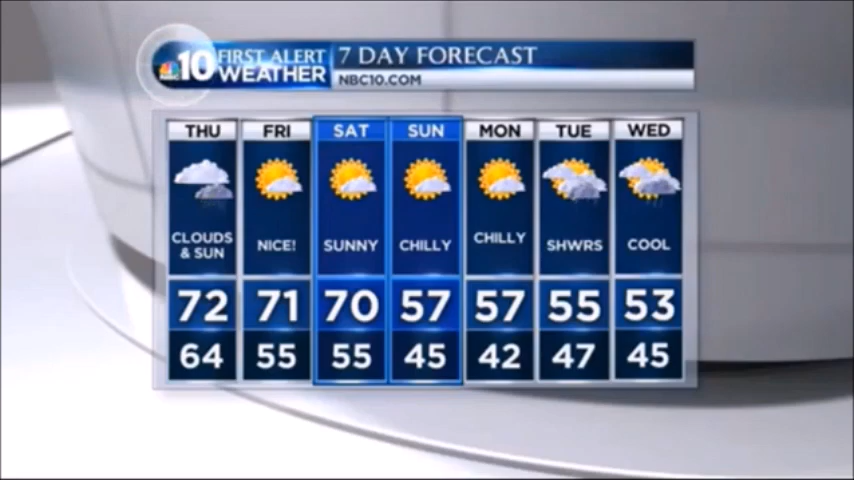 NBC 10 FIRST ALERT WEATHER
7 DAY FORECAST
NBC10.COM
THU FRI SAT SUN MON TUE WED
CLOUDS & SUN NICE! SUNNY CHILLY CHILLY SHWRS COOL
72 71 70 57 57 55 53
64 55 55 45 42 47 45